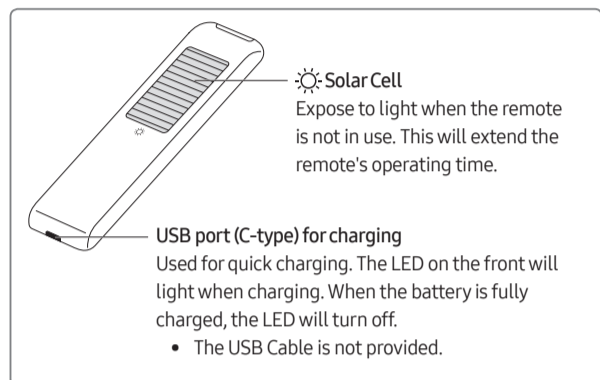 Solar Cell
Expose to light when the remote
is not in use. This will extend the
remote's operating time.
USB port (C-type) for charging
Used for quick charging. The LED on the front will
light when charging. When the battery is fully
charged, the LED will turn off.
• The USB Cable is not provided.